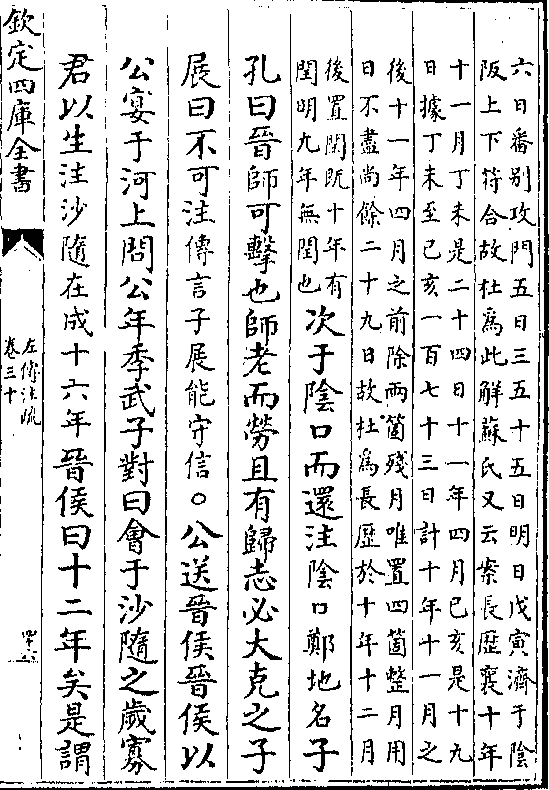 六日番別攻門五日三五十五日明日戊寅濟于陰
阪上下符合故杜爲此解蘇氏又云案長歴襄十年
十一月丁未是二十四日十一年四月己亥是十九
日據丁未至己亥一百七十三日計十年十一月之
後十一年四月之前除兩箇殘月唯置四箇整月用
日不盡尚餘二十九日故杜爲長歴於十年十二月
後置閏既十年有
閏明九年無閏也
次于陰口而還注陰口鄭地名子
孔曰晉師可擊也師老而勞且有歸志必大克之子
展曰不可注傳言子展能守信○公送晉侯晉侯以
公宴于河上問公年季武子對曰會于沙隨之歲寡
君以生注沙隨在成十六年晉侯曰十二年矣是謂
欽定四庫全書
左傳注疏
卷三十